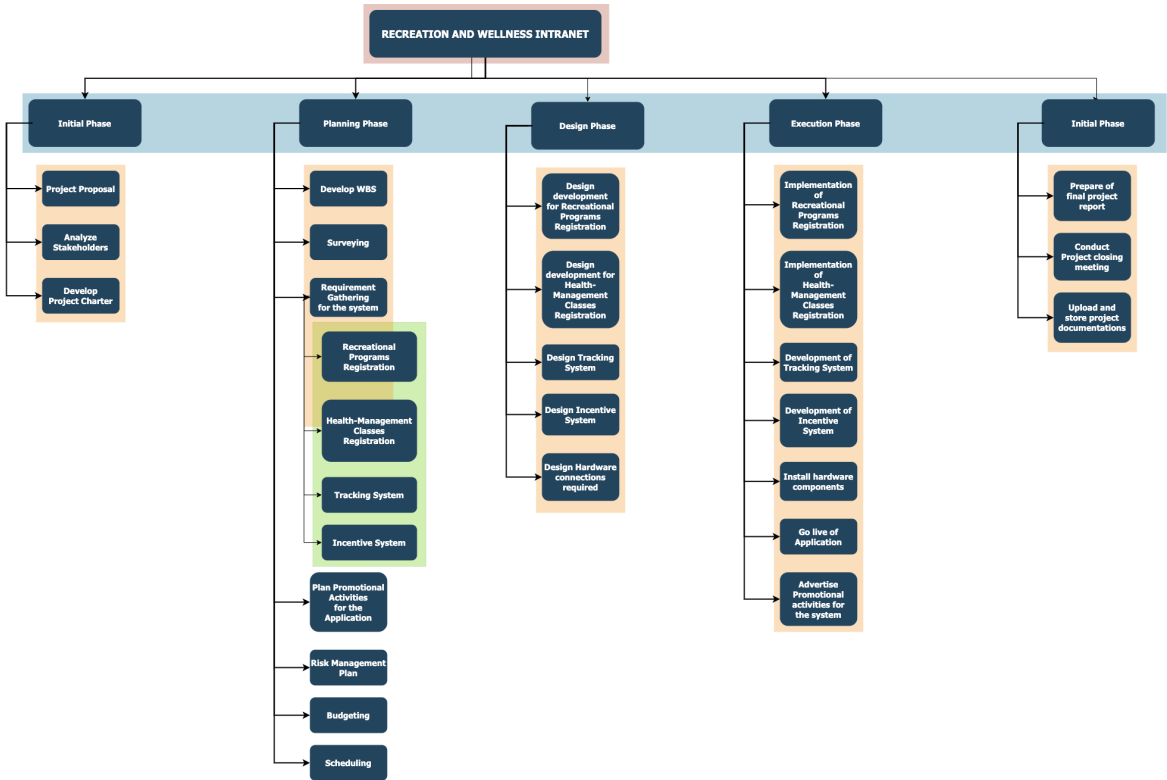 RECREATION AND WELLNESS INTRANET
Initial Phase
Planning Phase
Design Phase
Execution Phase
Initial Phase
Project Proposal
Analyze
Stakeholders
Develop
Project Charter
Develop WBS
Surveying
Requirement
Gathering
for the system
Recreational
Programs
Registration
Health-Management
Classes
Registration
Tracking System
Incentive System
Plan Promotional
Activities
for the
Application
Risk Management
Plan
Budgeting
Scheduling
Design
development
for Recreational
Programs
Registration
Design
development for
Health-
Management
Classes
Registration
Design Tracking
System
Design Incentive
System
Design Hardware
connections
required
Implementation
of
Recreational
Programs
Registration
Implementation
of
Health-
Management
Classes
Registration
Development of
Tracking System
Development of
Incentive
System
Install hardware
components
Go live of
Application
Advertise
Promotional
activities for
the system
Prepare of
final project
report
Conduct
Project closing
meeting
Upload and
store project
documentations